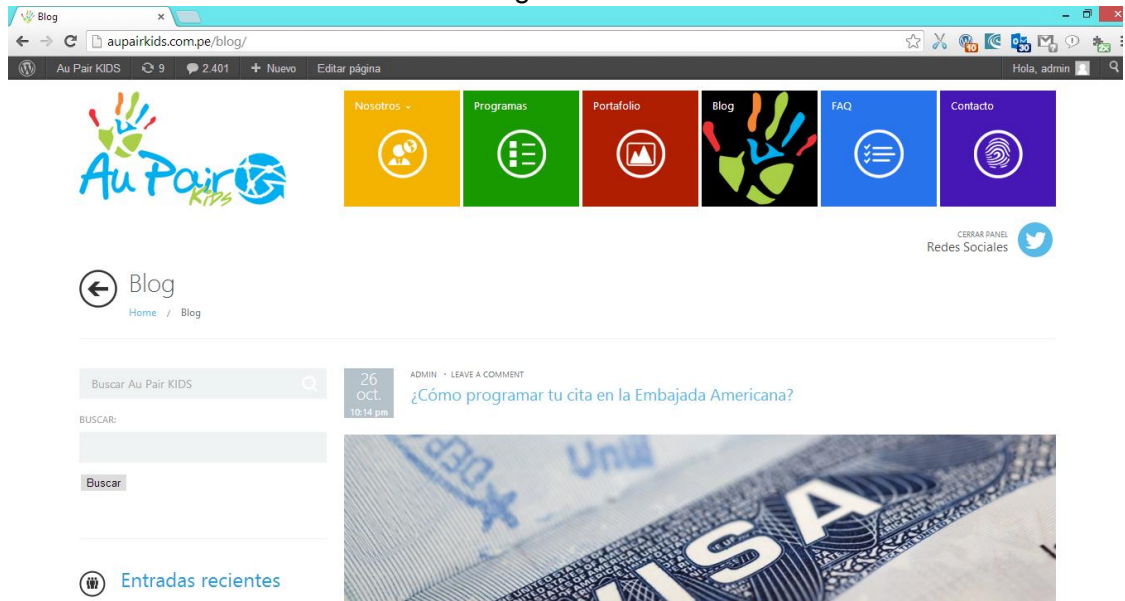 Blog
aupairkids.com.pe/blog/
Au Pair KIDS 9 2.401 + Nuevo Editar página Hola, admin
Nosotros Programas Portafolio Blog FAQ Contacto
Au Pair
KIDS
CERRAR PANEL
Redes Sociales
Blog
Home / Blog
Buscar Au Pair KIDS
BUSCAR:
Buscar
Entradas recientes
26
oct.
10:14 pm
ADMIN · LEAVE A COMMENT
¿Cómo programar tu cita en la Embajada Americana?
VISA